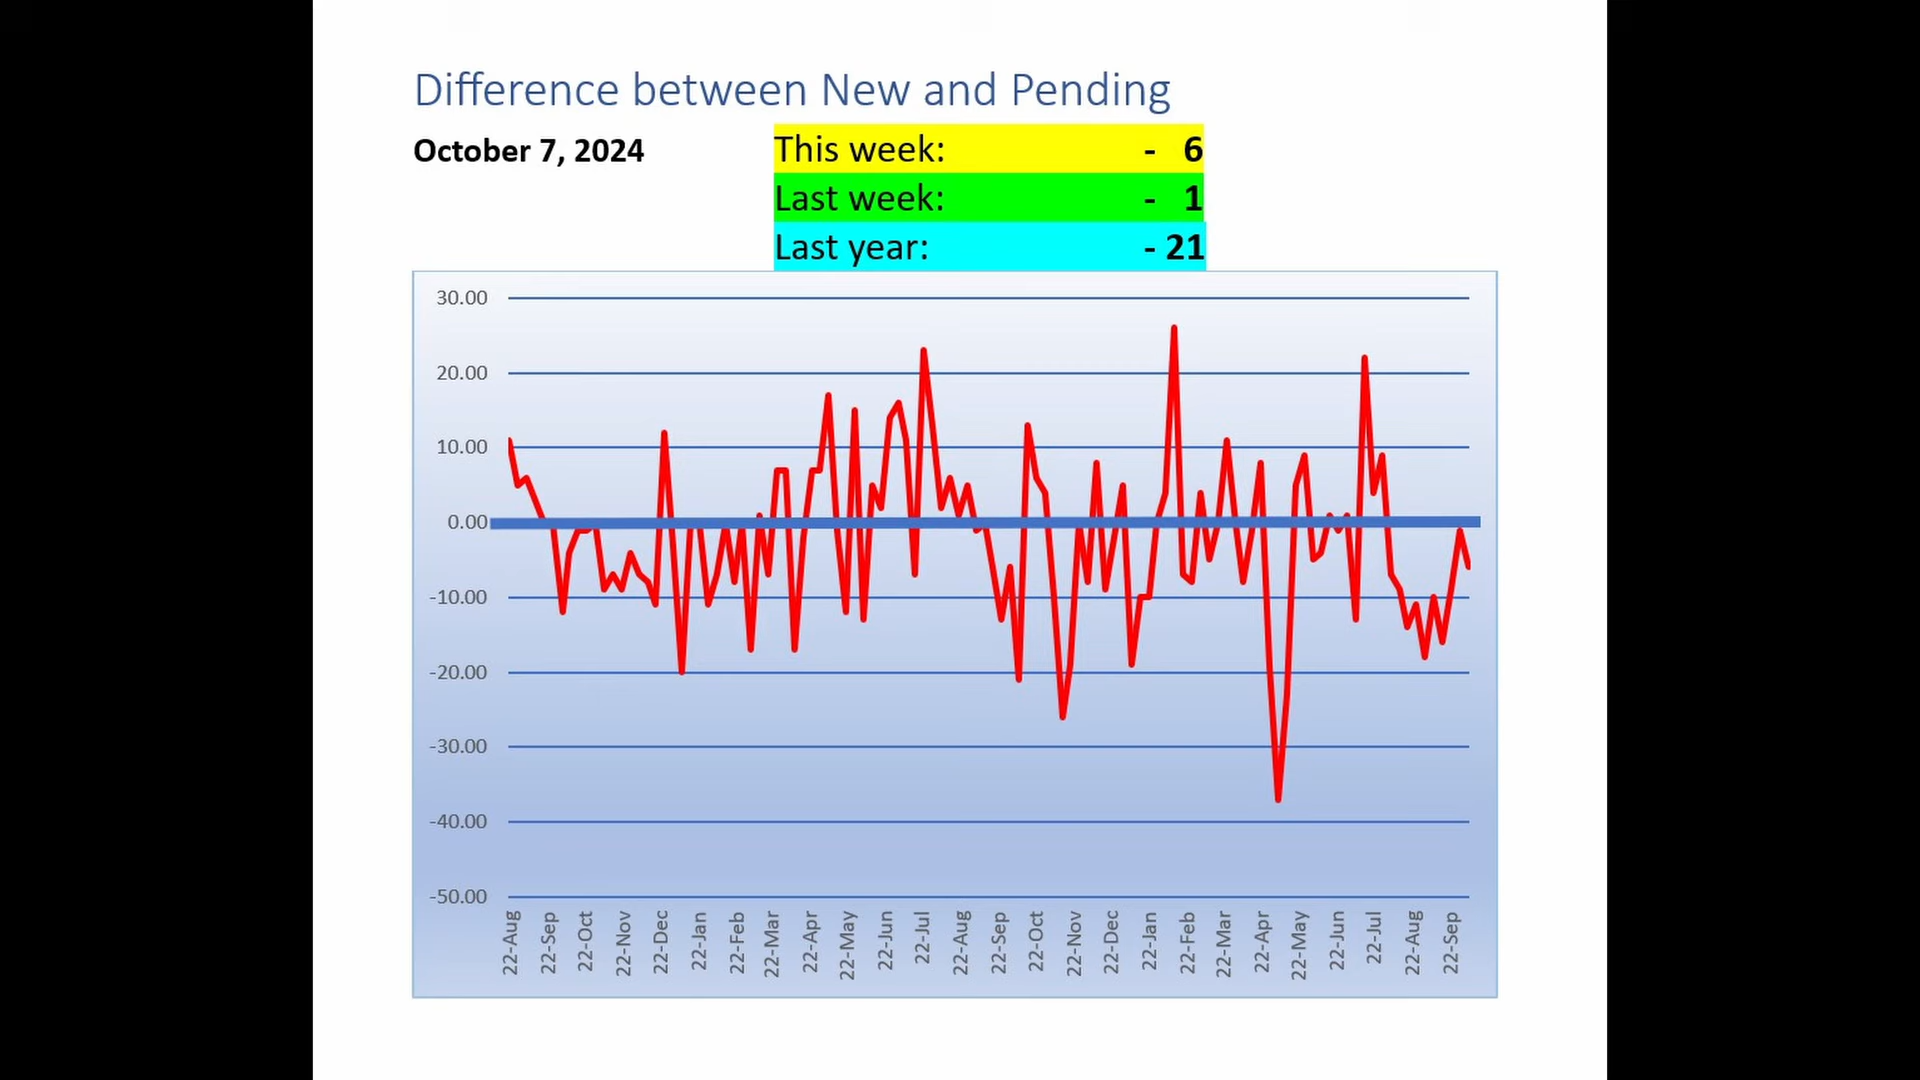 Difference between New and Pending
October 7, 2024
This week: - 6
Last week: - 1
Last year: - 21
30.00
20.00
10.00
0.00
-10.00
-20.00
-30.00
-40.00
-50.00
22-Aug
22-Sep
22-Oct
22-Nov
22-Dec
22-Jan
22-Feb
22-Mar
22-Apr
22-May
22-Jun
22-Jul
22-Aug
22-Sep
22-Oct
22-Nov
22-Dec
22-Jan
22-Feb
22-Mar
22-Apr
22-May
22-Jun
22-Jul
22-Aug
22-Sep